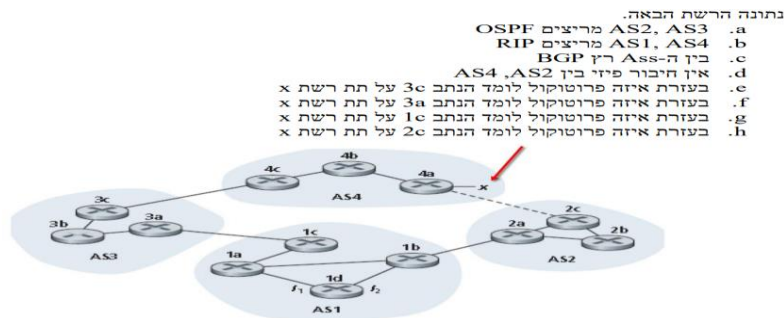 נתונה הרשת הבאה.
a. AS2, AS3 מריצים OSPF
b. AS1, AS4 מריצים RIP
c. בין ה-Ass רץ BGP
d. אין חיבור פיזי בין AS4 ,AS2
e. בעזרת איזה פרוטוקול לומד הנתב 3c על תת רשת x
f. בעזרת איזה פרוטוקול לומד הנתב 3a על תת רשת x
g. בעזרת איזה פרוטוקול לומד הנתב 1c על תת רשת x
h. בעזרת איזה פרוטוקול לומד הנתב 2c על תת רשת x
4b
4c
4a
x
AS4
3c
3b
3a
AS3
2c
2a
2b
AS2
1c
1a
1b
1d
I1
I2
AS1